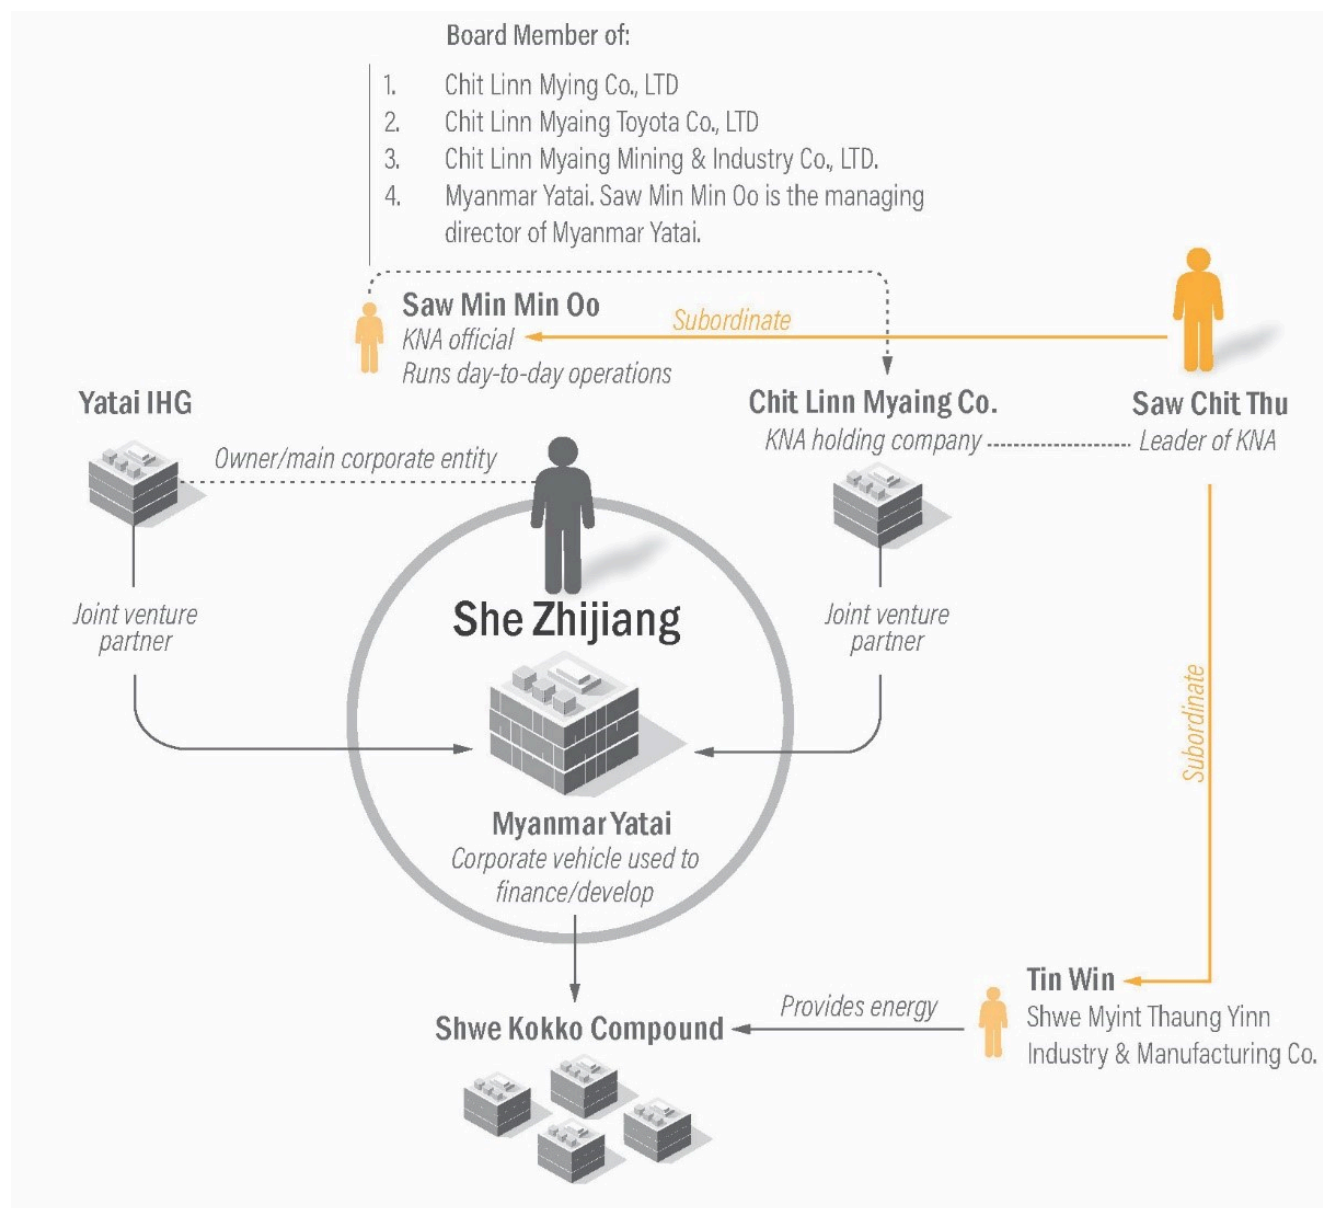 Board Member of:
1. Chit Linn Mying Co., LTD
2. Chit Linn Myaing Toyota Co., LTD
3. Chit Linn Myaing Mining & Industry Co., LTD.
4. Myanmar Yatai. Saw Min Min Oo is the managing
director of Myanmar Yatai.
Saw Min Min Oo
KNA official
Runs day-to-day operations
Subordinate
Yatai IHG
Owner/main corporate entity
Chit Linn Myaing Co.
KNA holding company
Saw Chit Thu
Leader of KNA
Joint venture
partner
She Zhijiang
Joint venture
partner
Subordinate
Myanmar Yatai
Corporate vehicle used to
finance/develop
Shwe Kokko Compound
Provides energy
Tin Win
Shwe Myint Thaung Yinn
Industry & Manufacturing Co.